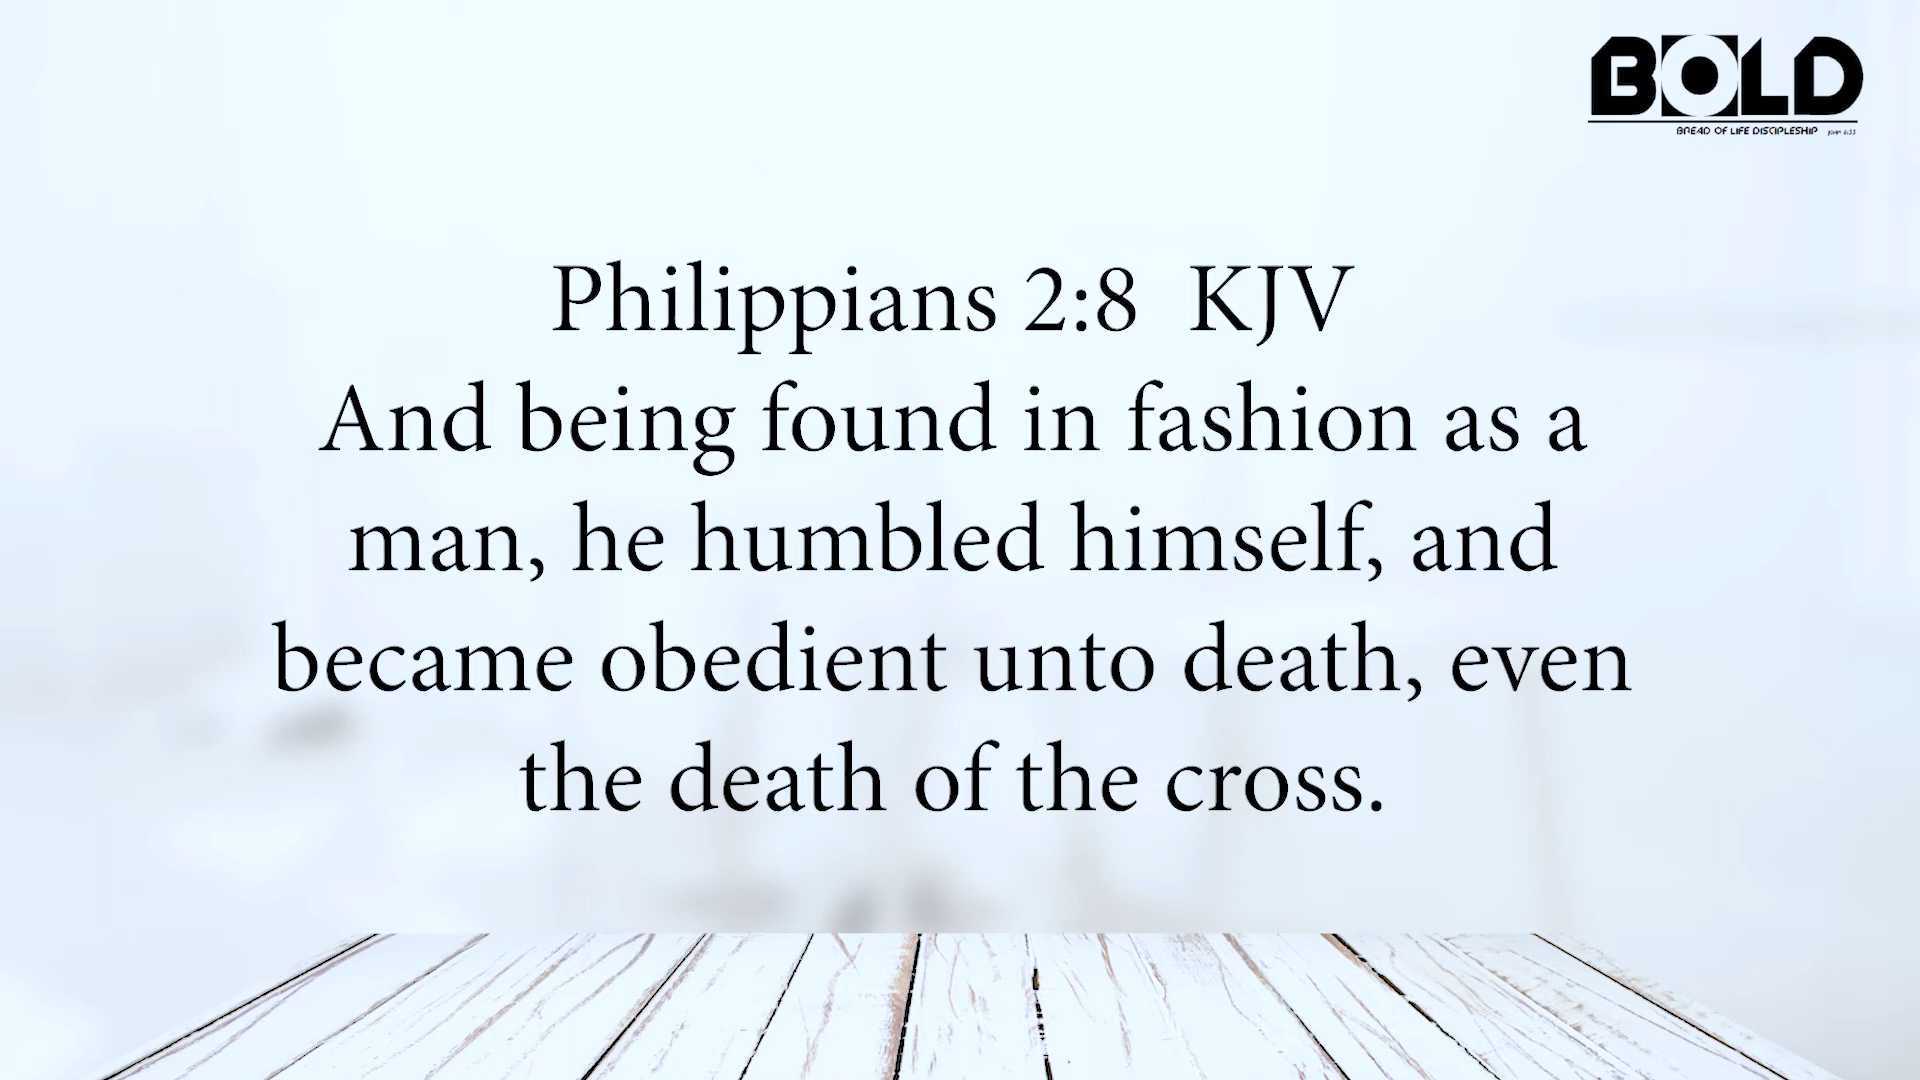 BOLD
BREAD OF LIFE DISCIPLESHIP
Philippians 2:8  KJV
And being found in fashion as a
man, he humbled himself, and
became obedient unto death, even
the death of the cross.